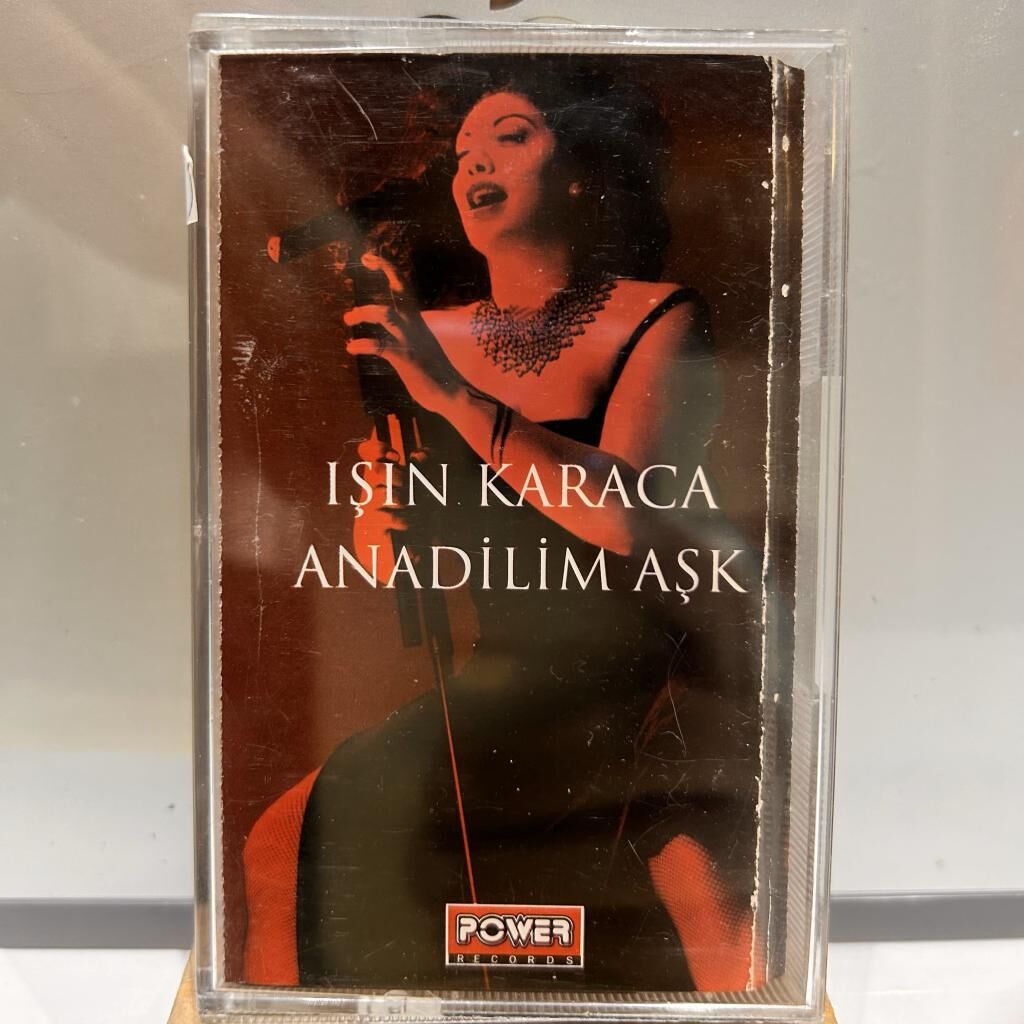 IŞIN KARACA
ANADİLİM AŞK
POWER
RECORDS